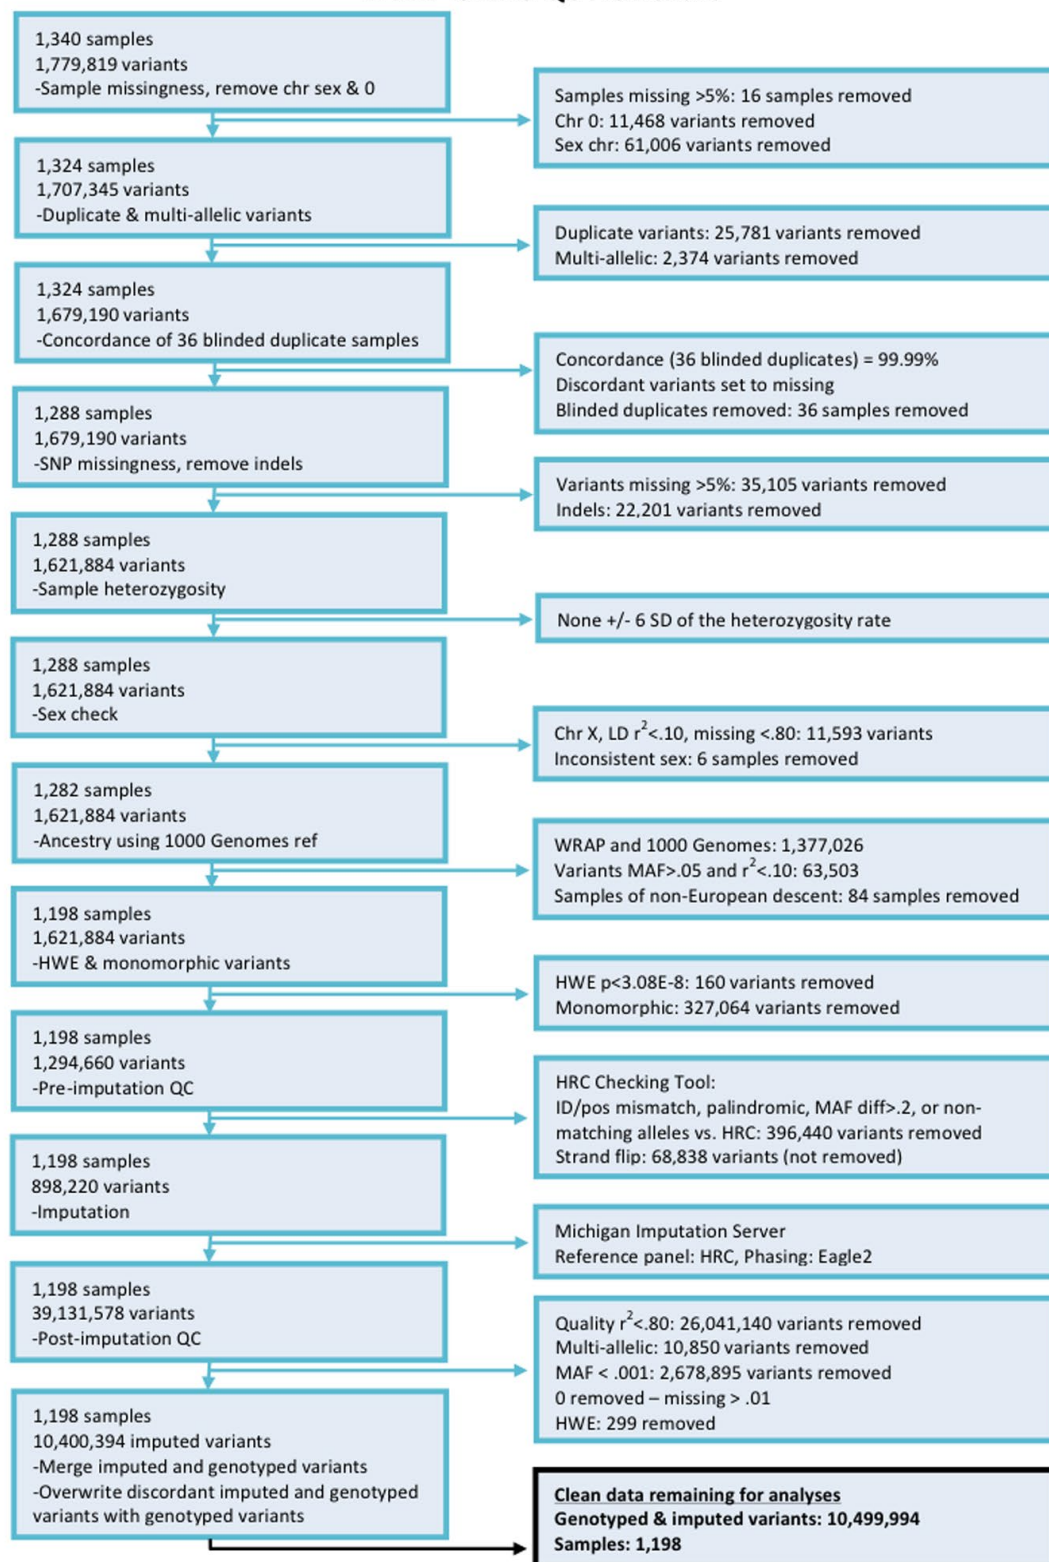 1,340 samples
1,779,819 variants
-Sample missingness, remove chr sex & 0
Samples missing >5%: 16 samples removed
Chr 0: 11,468 variants removed
Sex chr: 61,006 variants removed
1,324 samples
1,707,345 variants
-Duplicate & multi-allelic variants
Duplicate variants: 25,781 variants removed
Multi-allelic: 2,374 variants removed
1,324 samples
1,679,190 variants
-Concordance of 36 blinded duplicate samples
Concordance (36 blinded duplicates) = 99.99%
Discordant variants set to missing
Blinded duplicates removed: 36 samples removed
1,288 samples
1,679,190 variants
-SNP missingness, remove indels
Variants missing >5%: 35,105 variants removed
Indels: 22,201 variants removed
1,288 samples
1,621,884 variants
-Sample heterozygosity
None +/- 6 SD of the heterozygosity rate
1,288 samples
1,621,884 variants
-Sex check
Chr X, LD r²<.10, missing <.80: 11,593 variants
Inconsistent sex: 6 samples removed
1,282 samples
1,621,884 variants
-Ancestry using 1000 Genomes ref
WRAP and 1000 Genomes: 1,377,026
Variants MAF>.05 and r²<.10: 63,503
Samples of non-European descent: 84 samples removed
1,198 samples
1,621,884 variants
-HWE & monomorphic variants
HWE p<3.08E-8: 160 variants removed
Monomorphic: 327,064 variants removed
1,198 samples
1,294,660 variants
-Pre-imputation QC
HRC Checking Tool:
ID/pos mismatch, palindromic, MAF diff>.2, or non-
matching alleles vs. HRC: 396,440 variants removed
Strand flip: 68,838 variants (not removed)
1,198 samples
898,220 variants
-Imputation
Michigan Imputation Server
Reference panel: HRC, Phasing: Eagle2
1,198 samples
39,131,578 variants
-Post-imputation QC
Quality r²<.80: 26,041,140 variants removed
Multi-allelic: 10,850 variants removed
MAF < .001: 2,678,895 variants removed
0 removed – missing > .01
HWE: 299 removed
1,198 samples
10,400,394 imputed variants
-Merge imputed and genotyped variants
-Overwrite discordant imputed and genotyped
variants with genotyped variants
Clean data remaining for analyses
Genotyped & imputed variants: 10,499,994
Samples: 1,198